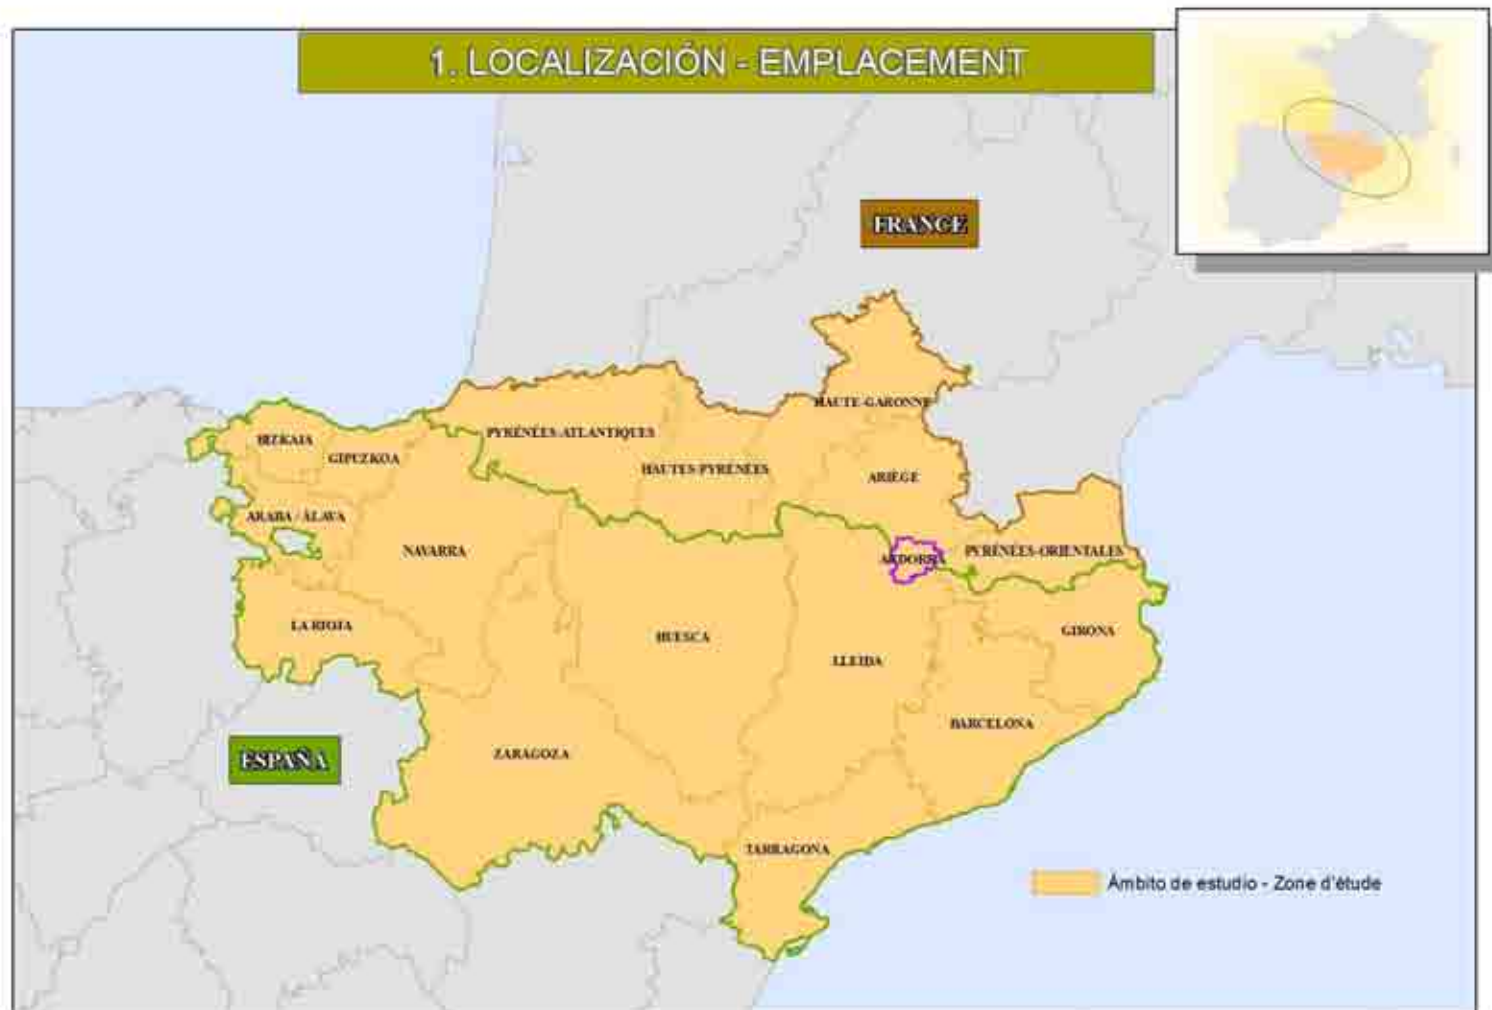 1. LOCALIZACIÓN - EMPLACEMENT
FRANCE
HAUTE-GARONNE
BIZKAIA
PYRÉNÉES-ATLANTIQUES
GIPUZKOA
HAUTES-PYRÉNÉES
ARIÈGE
ARABA / ÁLAVA
NAVARRA
ANDORRA
PYRÉNÉES-ORIENTALES
LA RIOJA
HUESCA
GIRONA
LLEIDA
BARCELONA
ESPAÑA
ZARAGOZA
TARRAGONA
Ámbito de estudio - Zone d'étude